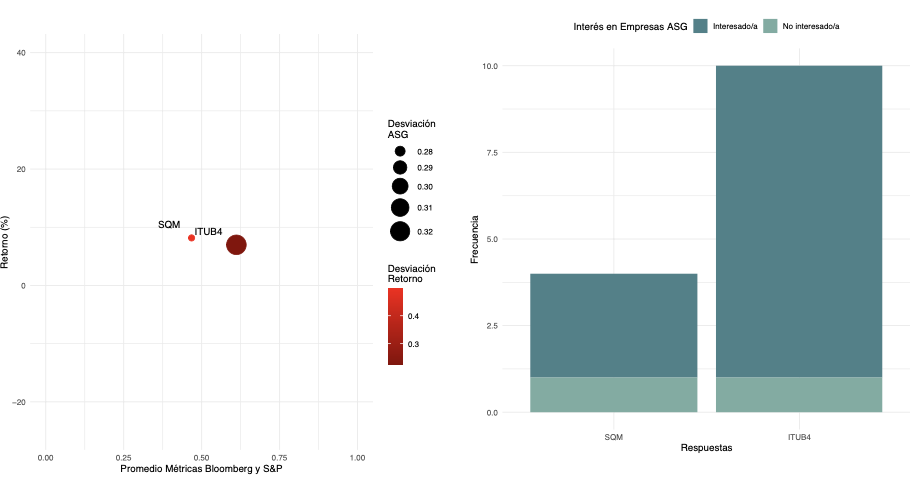 40
20
0
−20
Retorno (%)
0.00
0.25
0.50
0.75
1.00
Promedio Métricas Bloomberg y S&P
SQM
ITUB4
Desviación
ASG
0.28
0.29
0.30
0.31
0.32
Desviación
Retorno
0.4
0.3
Interés en Empresas ASG Interesado/a No interesado/a
10.0
7.5
5.0
2.5
0.0
Frecuencia
SQM ITUB4
Respuestas